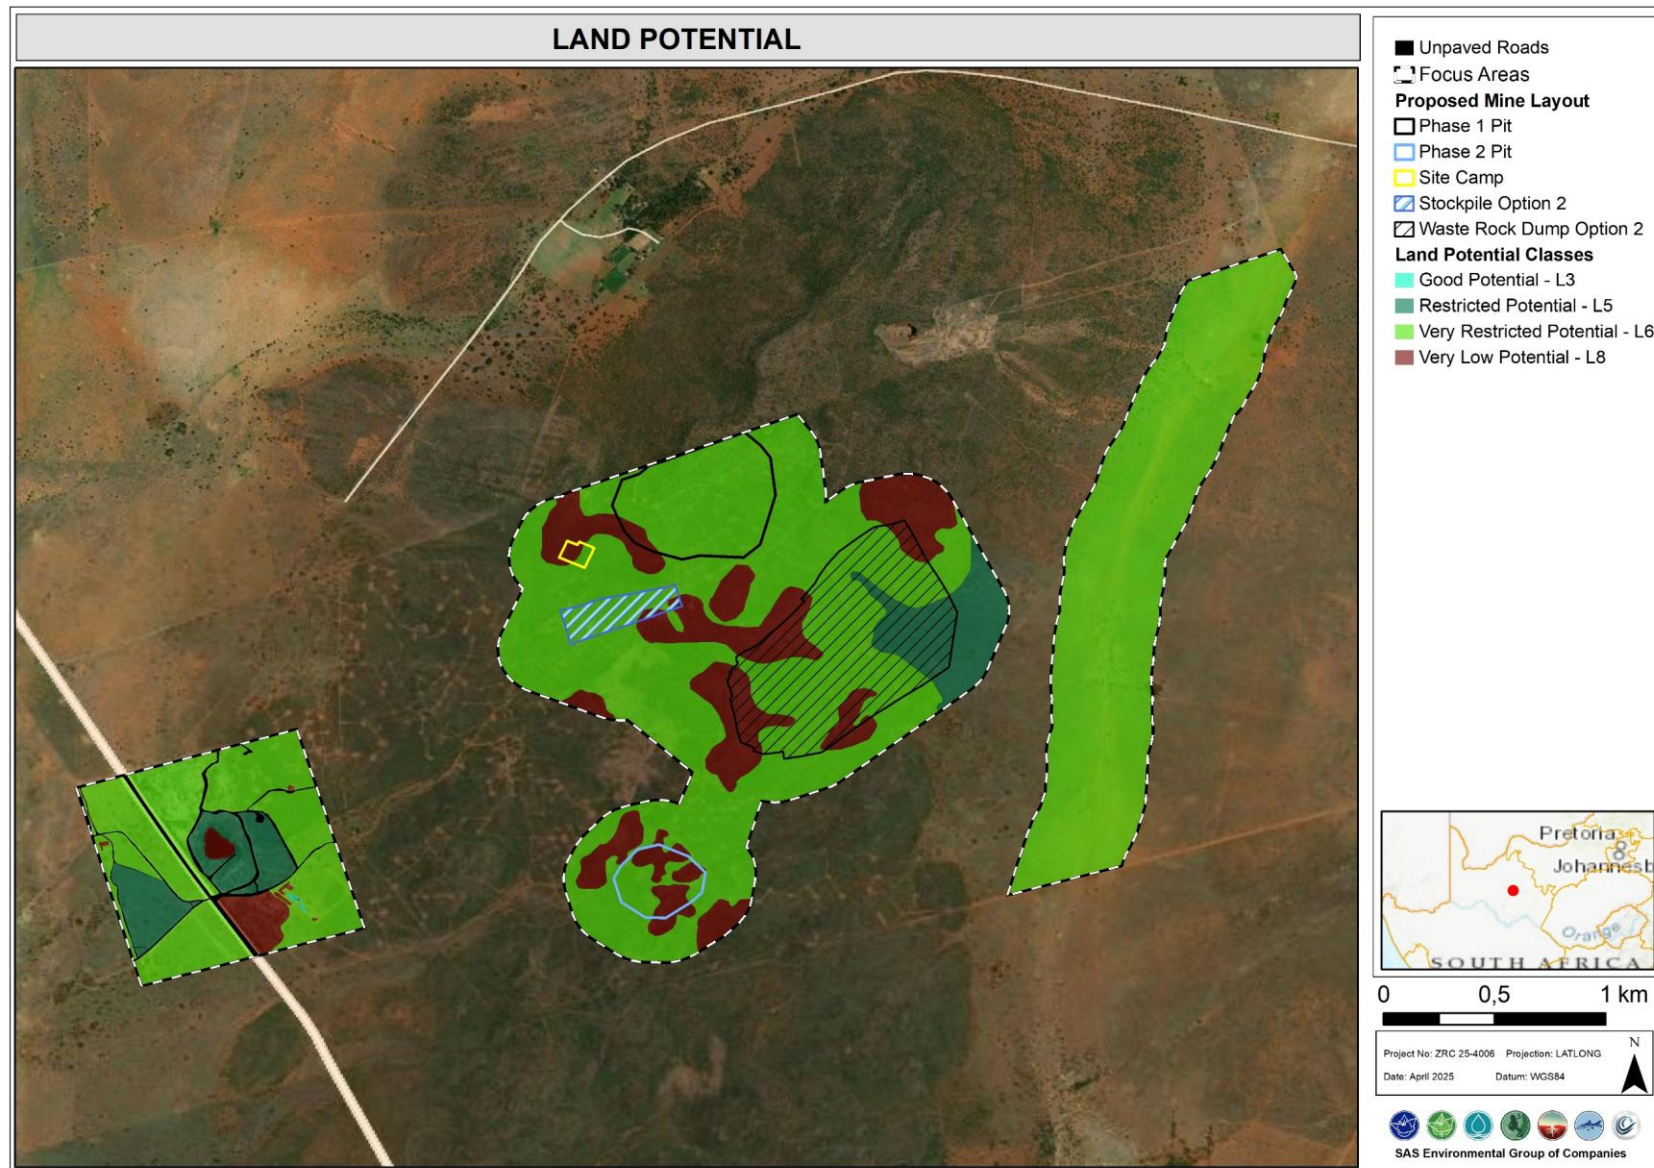 LAND POTENTIAL
Unpaved Roads
Focus Areas
Proposed Mine Layout
Phase 1 Pit
Phase 2 Pit
Site Camp
Stockpile Option 2
Waste Rock Dump Option 2
Land Potential Classes
Good Potential - L3
Restricted Potential - L5
Very Restricted Potential - L6
Very Low Potential - L8
Pretoria
Johannesb
Orange
SOUTH AFRICA
0 0,5 1 km
Project No: ZRC 25-4006 Projection: LATLONG
Date: April 2025 Datum: WGS84
N
SAS Environmental Group of Companies